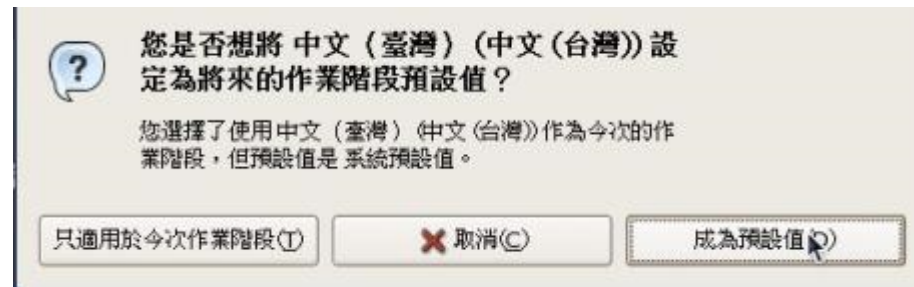 您是否想將 中文（臺灣）(中文 (台灣)) 設
定為將來的作業階段預設值？
您選擇了使用中文（臺灣）(中文 (台灣)) 作為今次的作
業階段，但預設值是 系統預設值。
只適用於今次作業階段(T)
取消(C)
成為預設值(D)